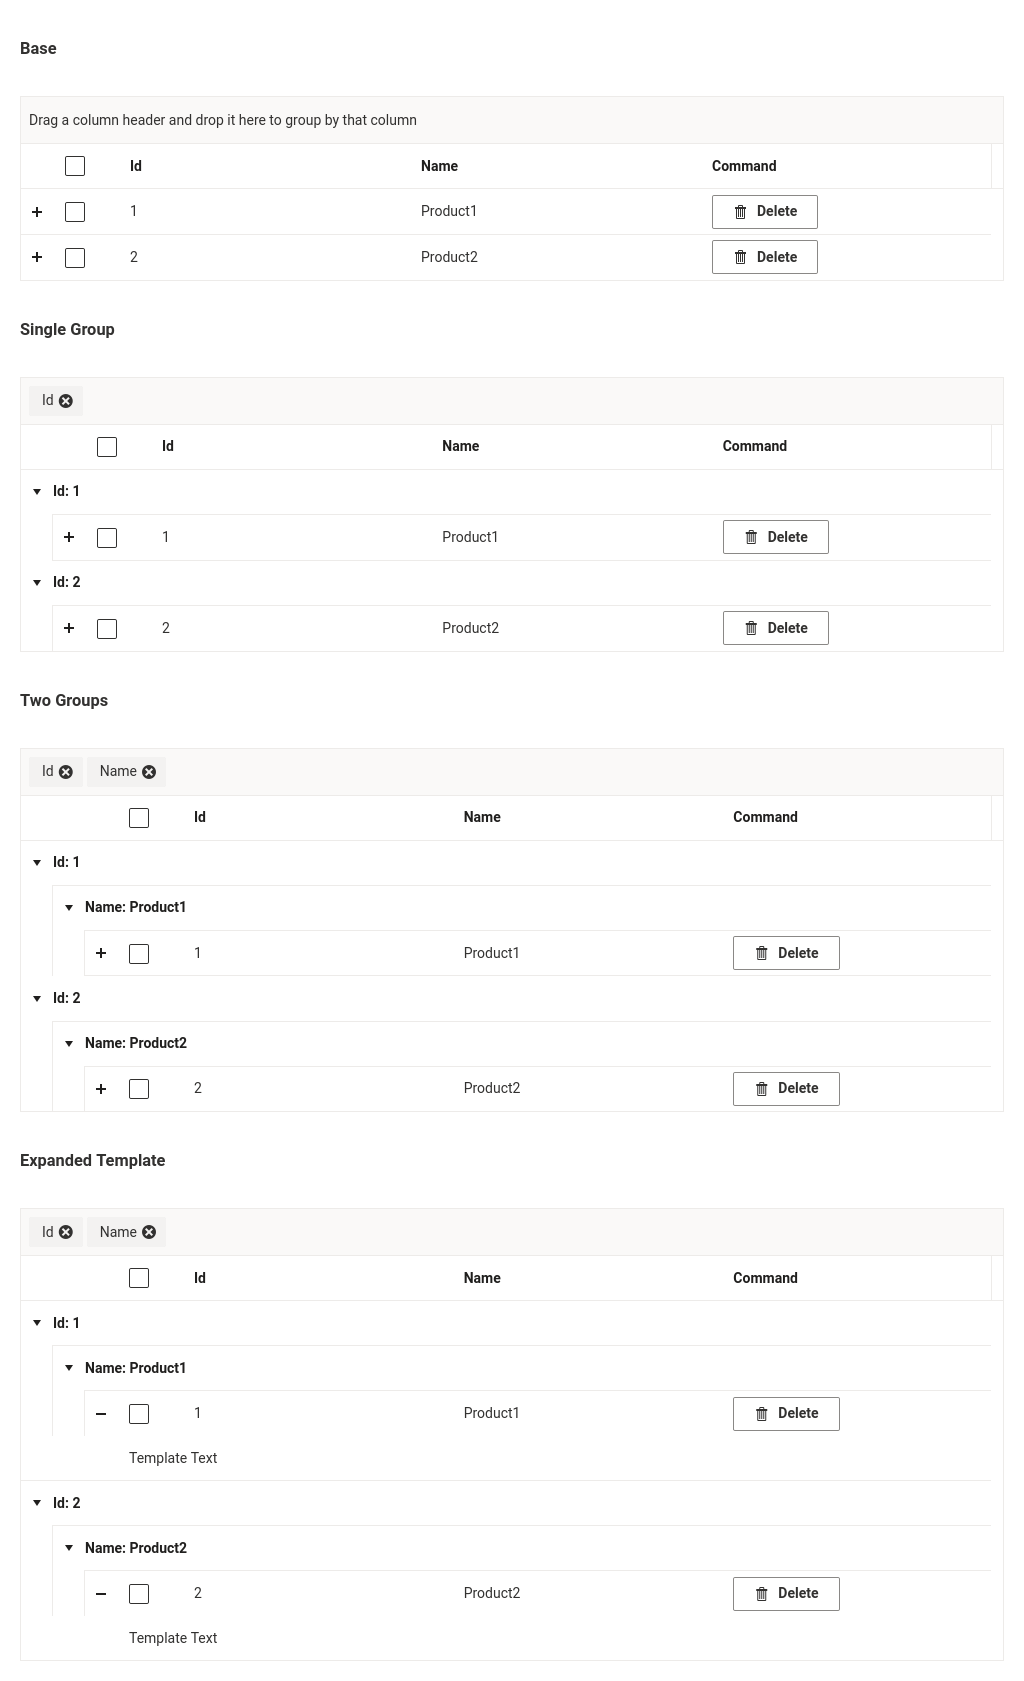 Base
Drag a column header and drop it here to group by that column
Id Name Command
1 Product1 Delete
2 Product2 Delete
Single Group
Id
Id Name Command
Id: 1
1 Product1 Delete
Id: 2
2 Product2 Delete
Two Groups
Id Name
Id Name Command
Id: 1
Name: Product1
1 Product1 Delete
Id: 2
Name: Product2
2 Product2 Delete
Expanded Template
Id Name
Id Name Command
Id: 1
Name: Product1
1 Product1 Delete
Template Text
Id: 2
Name: Product2
2 Product2 Delete
Template Text